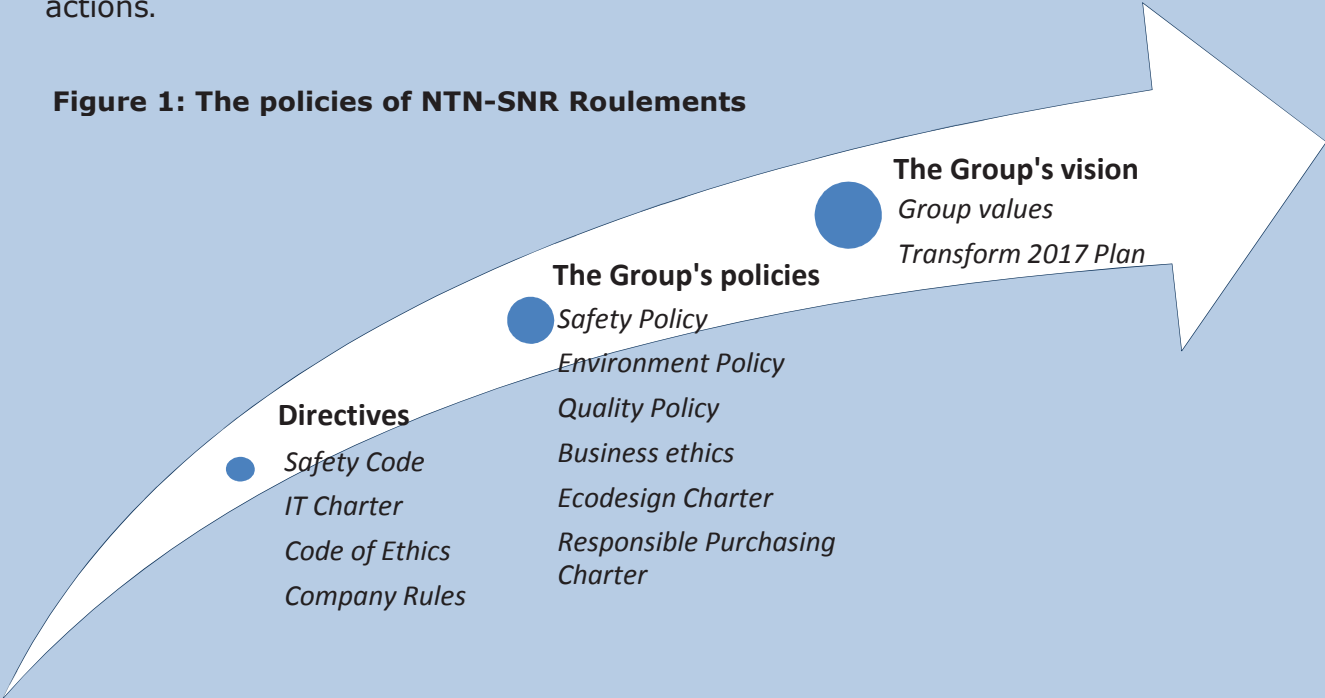 actions.
Figure 1: The policies of NTN-SNR Roulements
The Group's vision
Group values
Transform 2017 Plan
The Group's policies
Safety Policy
Environment Policy
Quality Policy
Business ethics
Ecodesign Charter
Responsible Purchasing
Charter
Directives
Safety Code
IT Charter
Code of Ethics
Company Rules